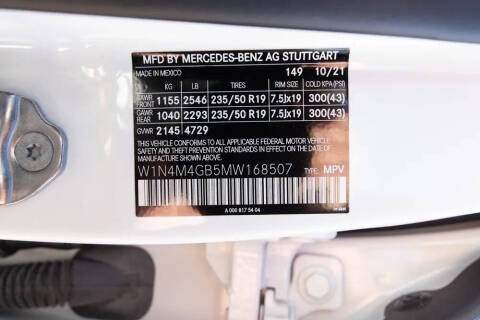 MFD BY MERCEDES-BENZ AG STUTTGART
MADE IN MEXICO 149 10/21
KG LB TIRES RIM SIZE COLD KPA (PSI)
GAWR FRONT 1155 2546 235/50 R19 7.5Jx19 300(43)
GAWR REAR 1040 2293 235/50 R19 7.5Jx19 300(43)
GVWR 2145 4729
THIS VEHICLE CONFORMS TO ALL APPLICABLE FEDERAL MOTOR VEHICLE
SAFETY AND THEFT PREVENTION STANDARDS IN EFFECT ON THE DATE OF
MANUFACTURE SHOWN ABOVE.
W1N4M4GB5MW168507 TYPE: MPV
A 000 817 54 04